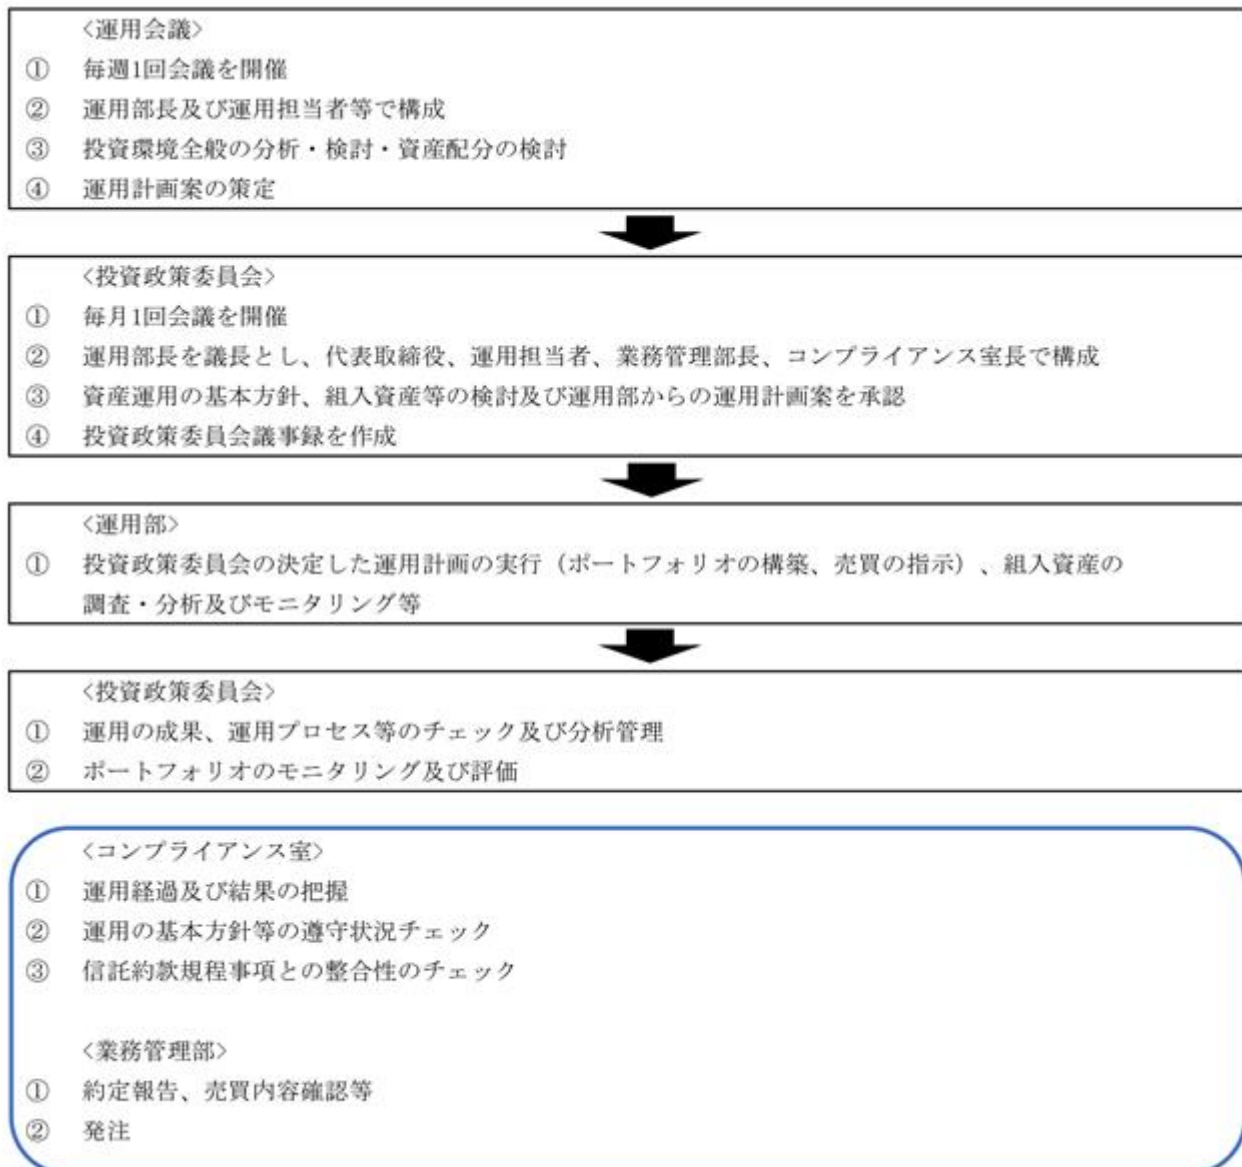 〈運用会議〉
① 毎週1回会議を開催
② 運用部長及び運用担当者等で構成
③ 投資環境全般の分析・検討・資産配分の検討
④ 運用計画案の策定
〈投資政策委員会〉
① 毎月1回会議を開催
② 運用部長を議長とし、代表取締役、運用担当者、業務管理部長、コンプライアンス室長で構成
③ 資産運用の基本方針、組入資産等の検討及び運用部からの運用計画案を承認
④ 投資政策委員会議事録を作成
〈運用部〉
① 投資政策委員会の決定した運用計画の実行（ポートフォリオの構築、売買の指示）、組入資産の
調査・分析及びモニタリング等
〈投資政策委員会〉
① 運用の成果、運用プロセス等のチェック及び分析管理
② ポートフォリオのモニタリング及び評価
〈コンプライアンス室〉
① 運用経過及び結果の把握
② 運用の基本方針等の遵守状況チェック
③ 信託約款規程事項との整合性のチェック
〈業務管理部〉
① 約定報告、売買内容確認等
② 発注